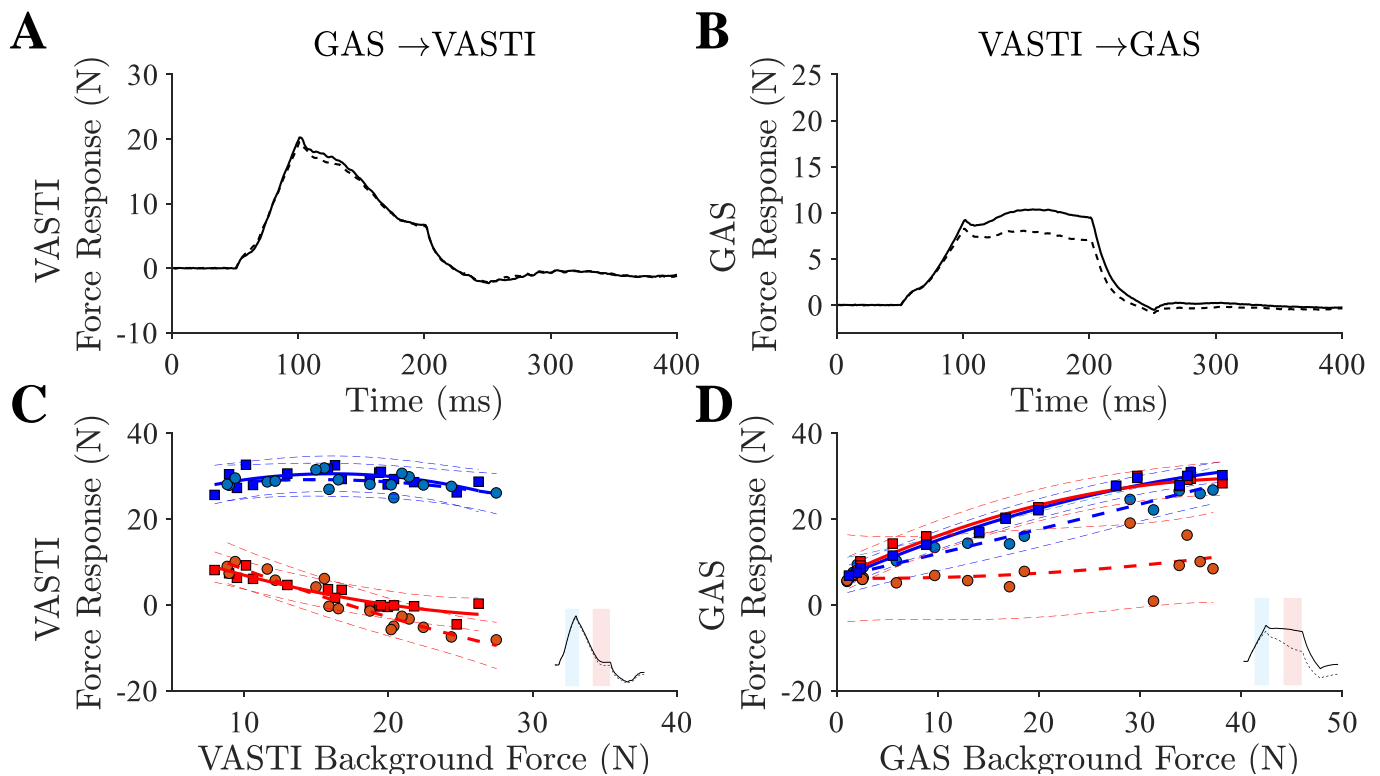 A
GAS →VASTI
VASTI
Force Response (N)
30
20
10
0
-10
0
100
200
300
400
Time (ms)
B
VASTI →GAS
GAS
Force Response (N)
25
20
15
10
5
0
0
100
200
300
400
Time (ms)
C
VASTI
Force Response (N)
40
20
0
-20
10
20
30
40
VASTI Background Force (N)
D
GAS
Force Response (N)
40
20
0
-20
0
10
20
30
40
50
GAS Background Force (N)